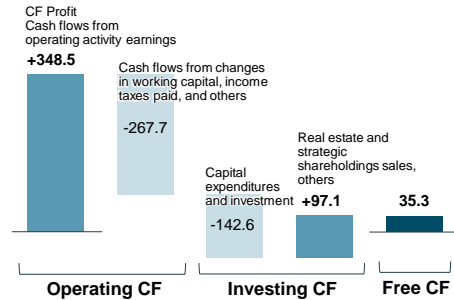 CF Profit
Cash flows from
operating activity earnings
+348.5
Cash flows from changes
in working capital, income
taxes paid, and others
-267.7
Capital
expenditures
and investment
-142.6
Real estate and
strategic
shareholdings sales,
others
+97.1
35.3
Operating CF
Investing CF
Free CF